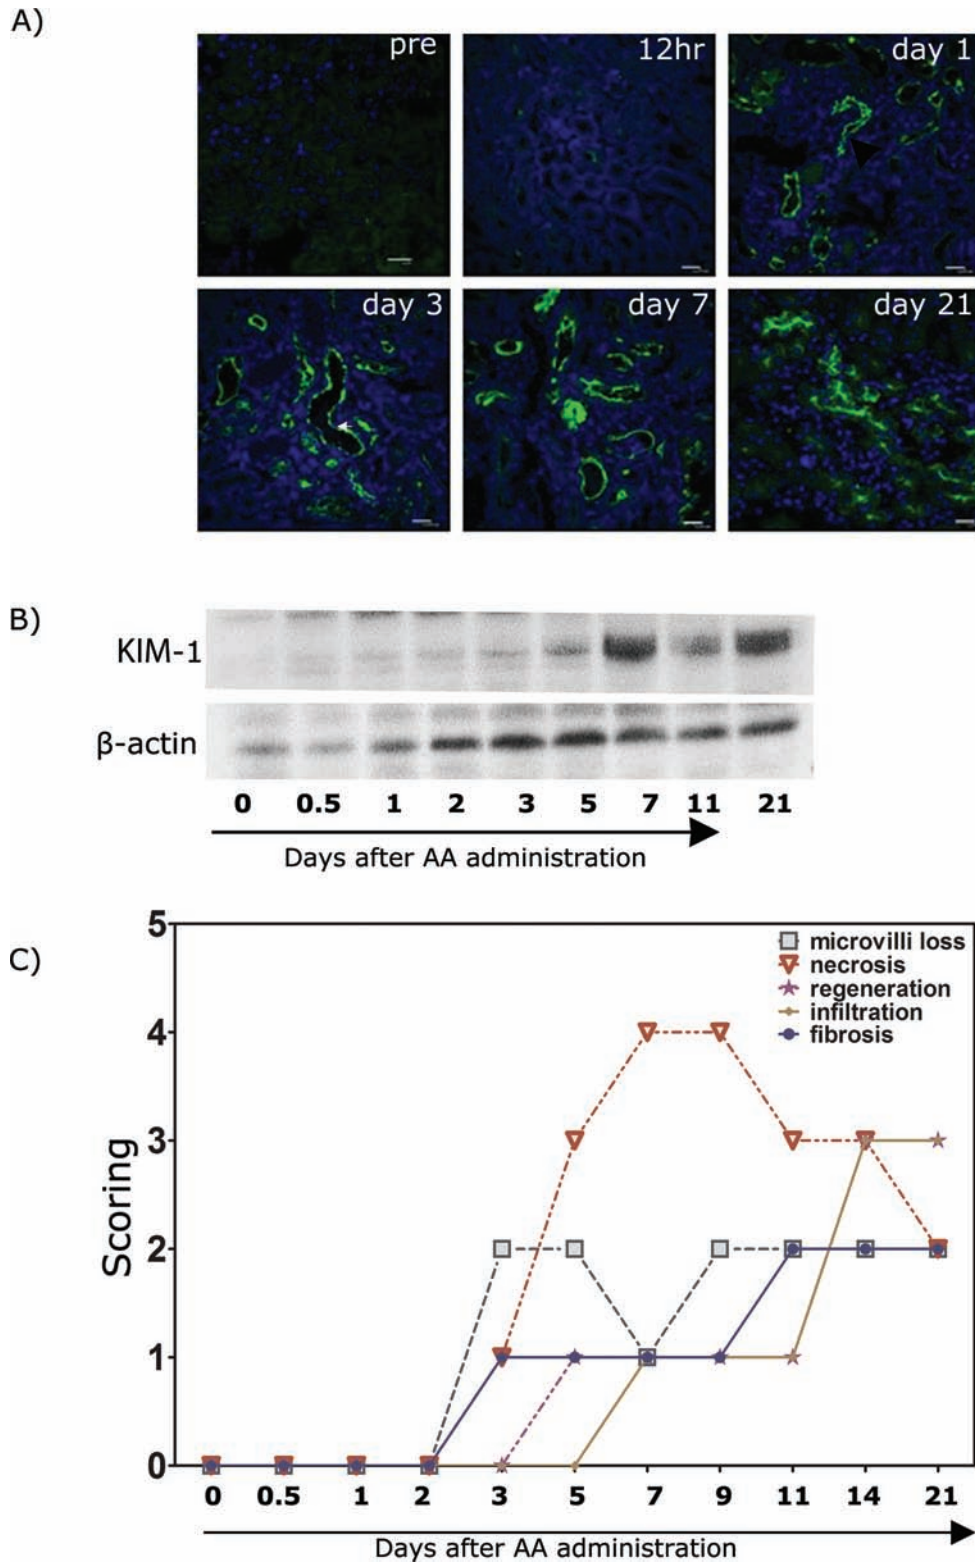 A)
pre
12hr
day 1
day 3
day 7
day 21
B)
KIM-1
β-actin
0 0.5 1 2 3 5 7 11 21
Days after AA administration
C)
5
4
3
2
1
0
Scoring
microvilli loss
necrosis
regeneration
infiltration
fibrosis
0 0.5 1 2 3 5 7 9 11 14 21
Days after AA administration